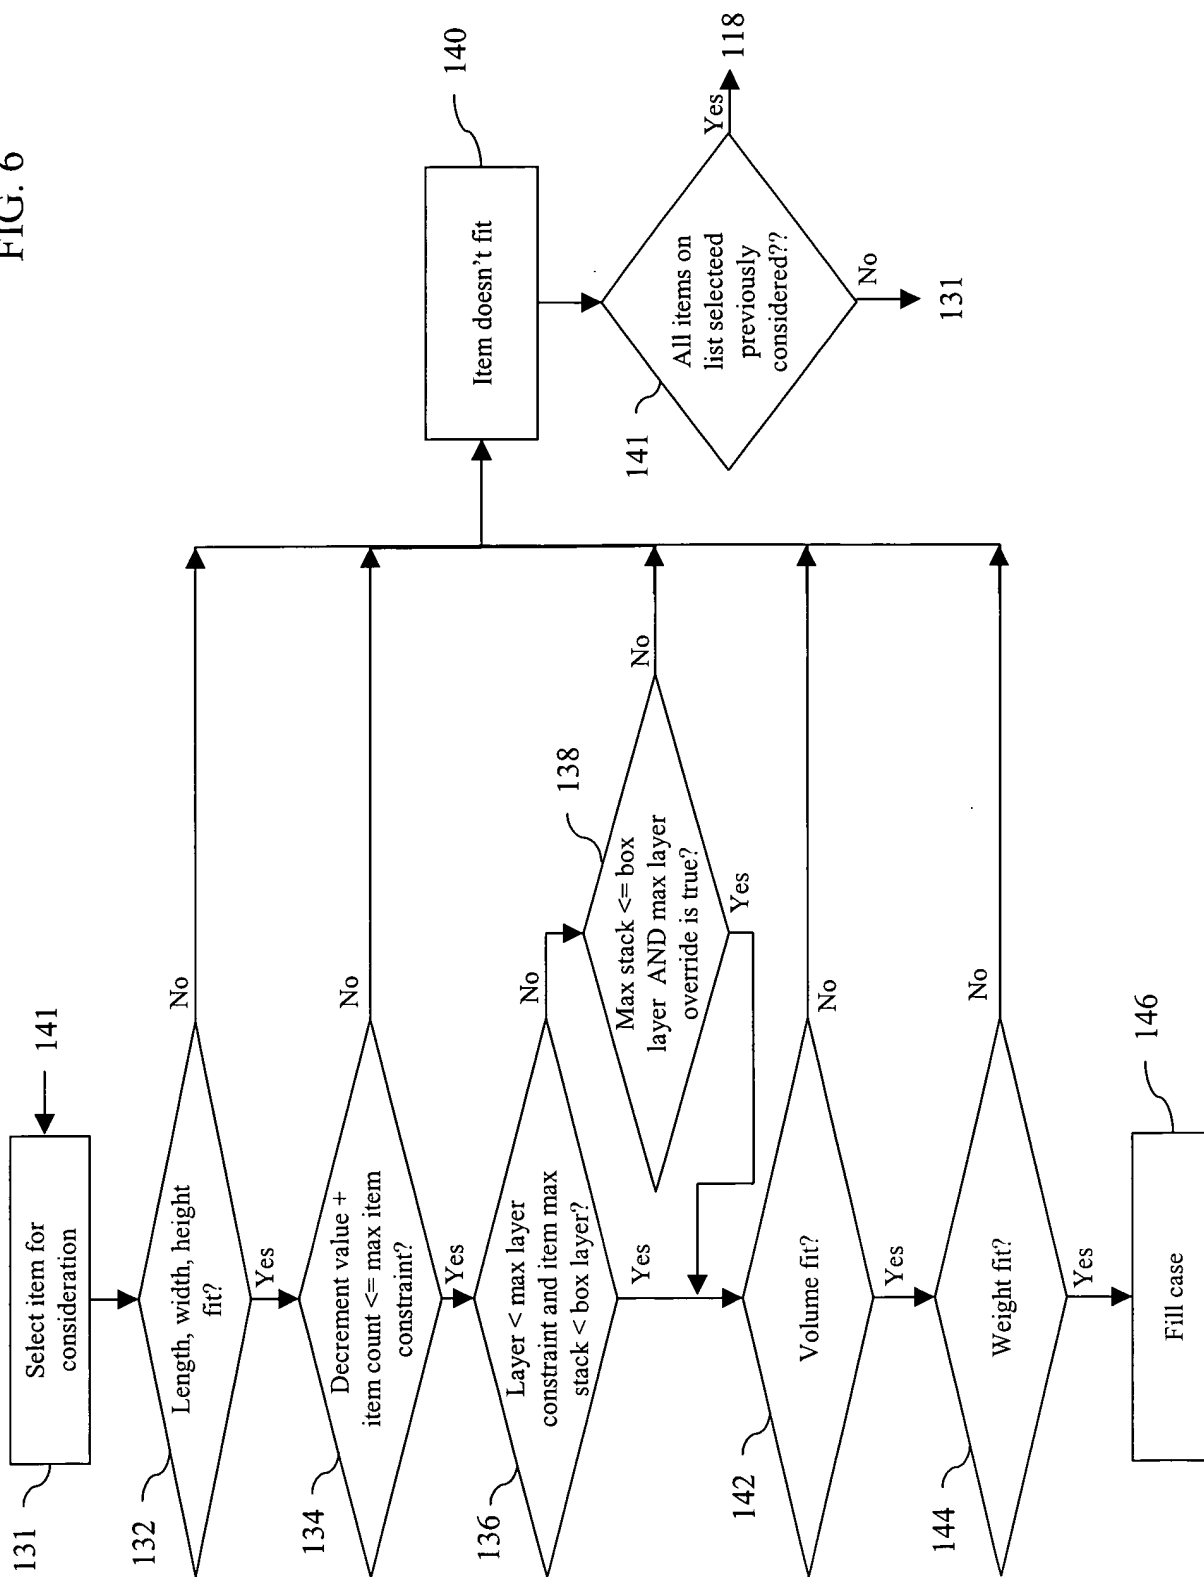 FIG. 6
131
Select item for
consideration
141
132
Length, width, height
fit?
No
Yes
134
Decrement value +
item count <= max item
constraint?
No
Yes
136
Layer < max layer
constraint and item max
stack < box layer?
No
Yes
138
Max stack <= box
layer AND max layer
override is true?
No
Yes
142
Volume fit?
No
Yes
144
Weight fit?
No
Yes
146
Fill case
140
Item doesn't fit
141
All items on
list selecteed
previously
considered??
Yes
118
No
131